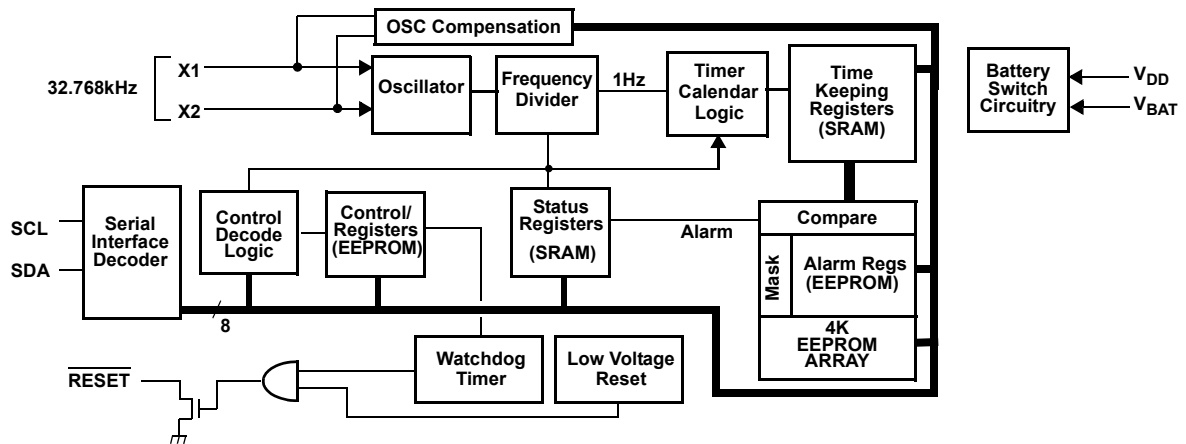 OSC Compensation
32.768kHz
X1
X2
Oscillator
Frequency
Divider
1Hz
Timer
Calendar
Logic
Time
Keeping
Registers
(SRAM)
Battery
Switch
Circuitry
VDD
VBAT
SCL
SDA
Serial
Interface
Decoder
Control
Decode
Logic
Control/
Registers
(EEPROM)
Status
Registers
(SRAM)
Alarm
Compare
Mask
Alarm Regs
(EEPROM)
4K
EEPROM
ARRAY
8
RESET
Watchdog
Timer
Low Voltage
Reset